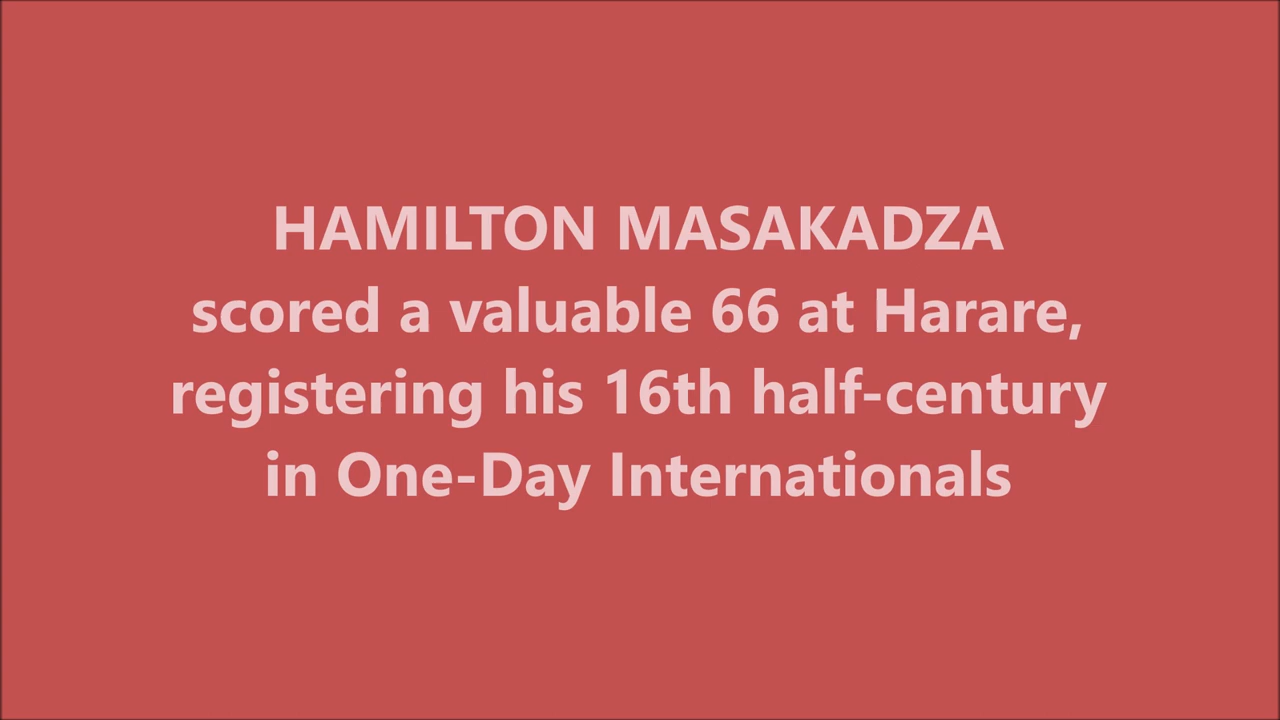 HAMILTON MASAKADZA
scored a valuable 66 at Harare,
registering his 16th half-century
in One-Day Internationals